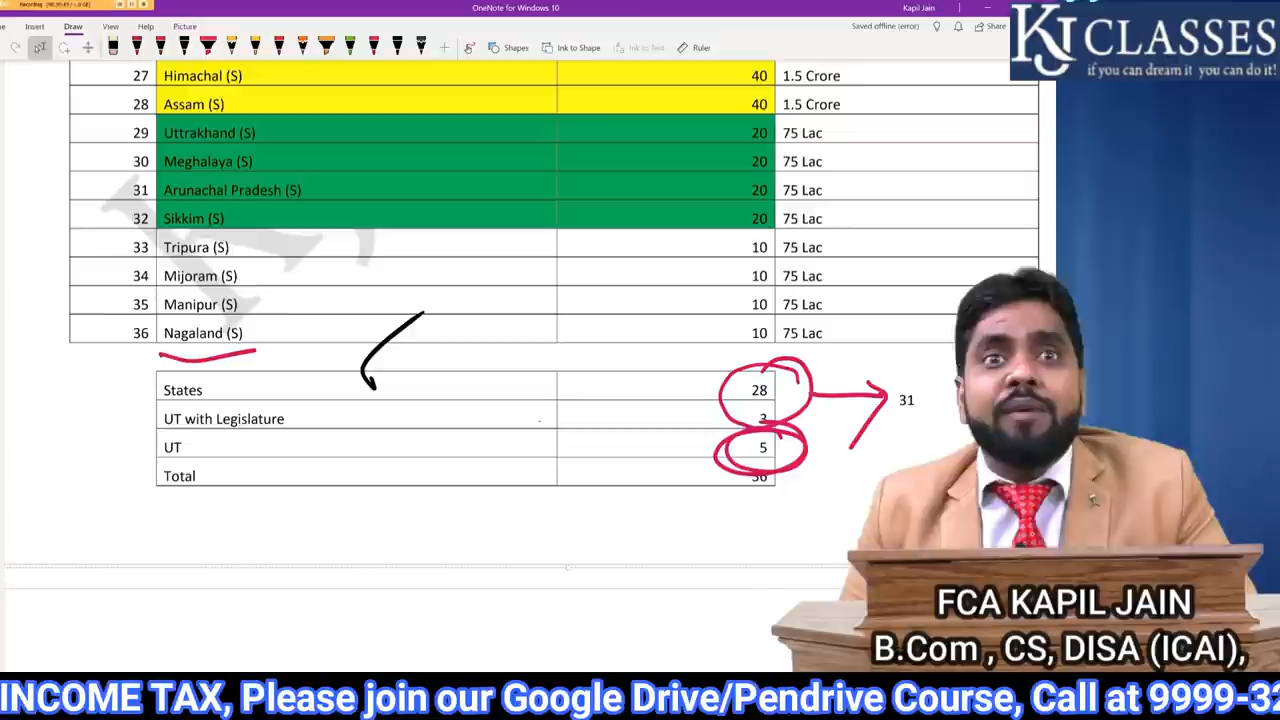 OneNote for Windows 10
Kapil Jain
Insert Draw View Help Picture
Saved offline (error) Share
Shapes Ink to Shape Ink to Text Ruler
KJ CLASSES
if you can dream it you can do it!
27 Himachal (S) 40 1.5 Crore
28 Assam (S) 40 1.5 Crore
29 Uttrakhand (S) 20 75 Lac
30 Meghalaya (S) 20 75 Lac
31 Arunachal Pradesh (S) 20 75 Lac
32 Sikkim (S) 20 75 Lac
33 Tripura (S) 10 75 Lac
34 Mijoram (S) 10 75 Lac
35 Manipur (S) 10 75 Lac
36 Nagaland (S) 10 75 Lac
States 28
31
UT with Legislature 3
UT 5
Total 36
FCA KAPIL JAIN
B.Com , CS, DISA (ICAI),
INCOME TAX, Please join our Google Drive/Pendrive Course, Call at 9999-32